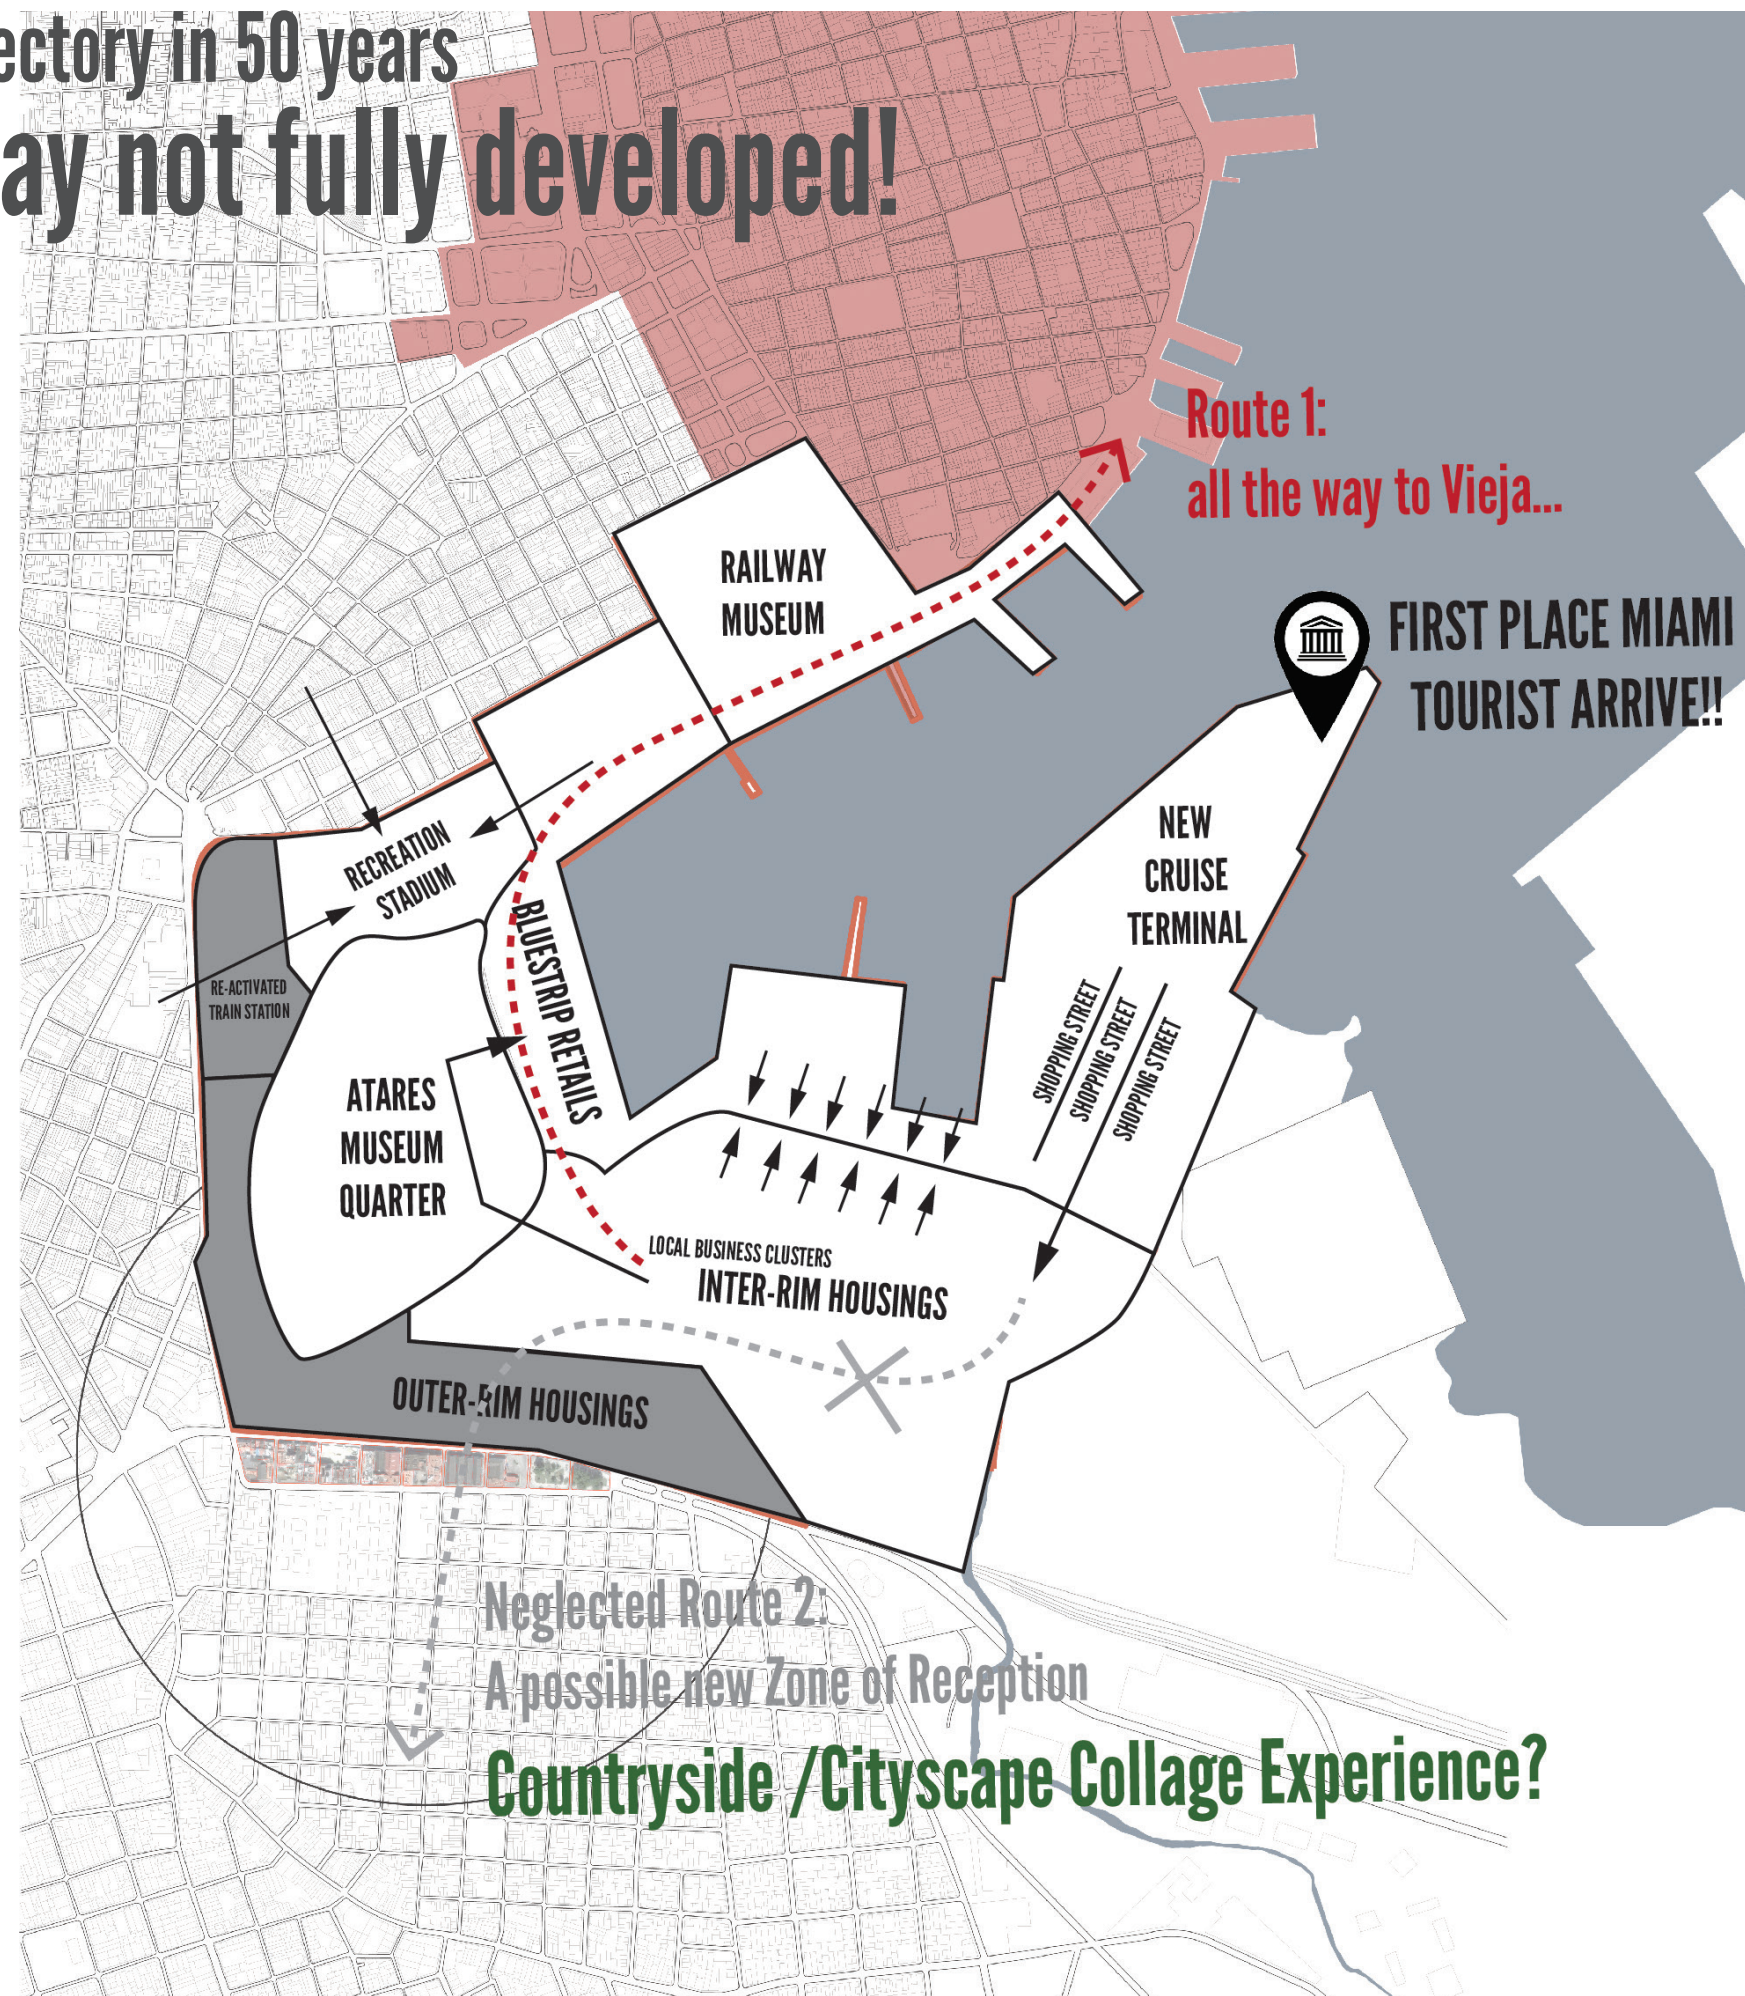 ectory in 50 years
ay not fully developed!
Route 1:
all the way to Vieja...
RAILWAY
MUSEUM
FIRST PLACE MIAMI
TOURIST ARRIVE!!
NEW
CRUISE
TERMINAL
RECREATION
STADIUM
BLUESTRIP RETAILS
RE-ACTIVATED
TRAIN STATION
SHOPPING STREET
SHOPPING STREET
SHOPPING STREET
ATARES
MUSEUM
QUARTER
LOCAL BUSINESS CLUSTERS
INTER-RIM HOUSINGS
OUTER-RIM HOUSINGS
Neglected Route 2:
A possible new Zone of Reception
Countryside /Cityscape Collage Experience?